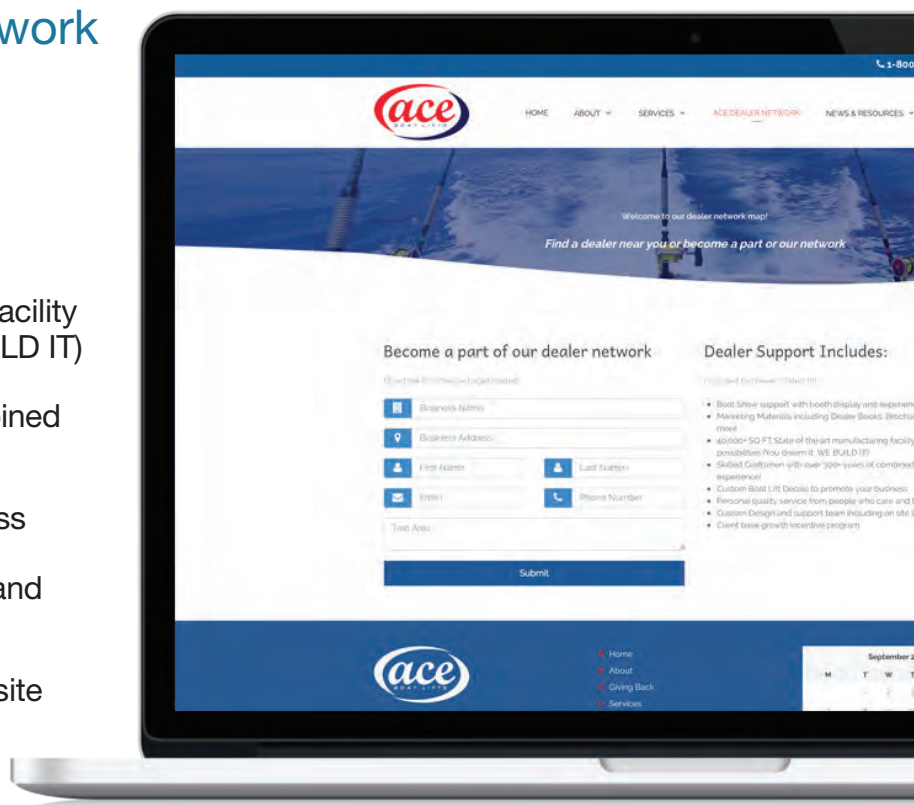 work
acility
LD IT)
ined
ss
and
site
1-800
ace
BOAT LIFTS
HOME ABOUT SERVICES ACE DEALER NETWORK NEWS & RESOURCES
Welcome to our dealer network map!
Find a dealer near you or become a part or our network
Become a part of our dealer network
Business Name
Business Address
First Name Last Name
Email Phone Number
Text Area
Submit
Dealer Support Includes:
Boat Show support with booth display and experienc
Marketing Materials including Dealer Books, Brochu
more
40,000+ SQ FT State of the art manufacturing facility
possibilities (You dream it, WE BUILD IT)
Skilled Craftsmen with over 300+ years of combined
experience!
Custom Boat Lift Decals to promote your business
Personal quality service from people who care and
Custom Design and support team including on site
Client base growth incentive program
ace
BOAT LIFTS
Home
About
Giving Back
Services
September 2
M T W T